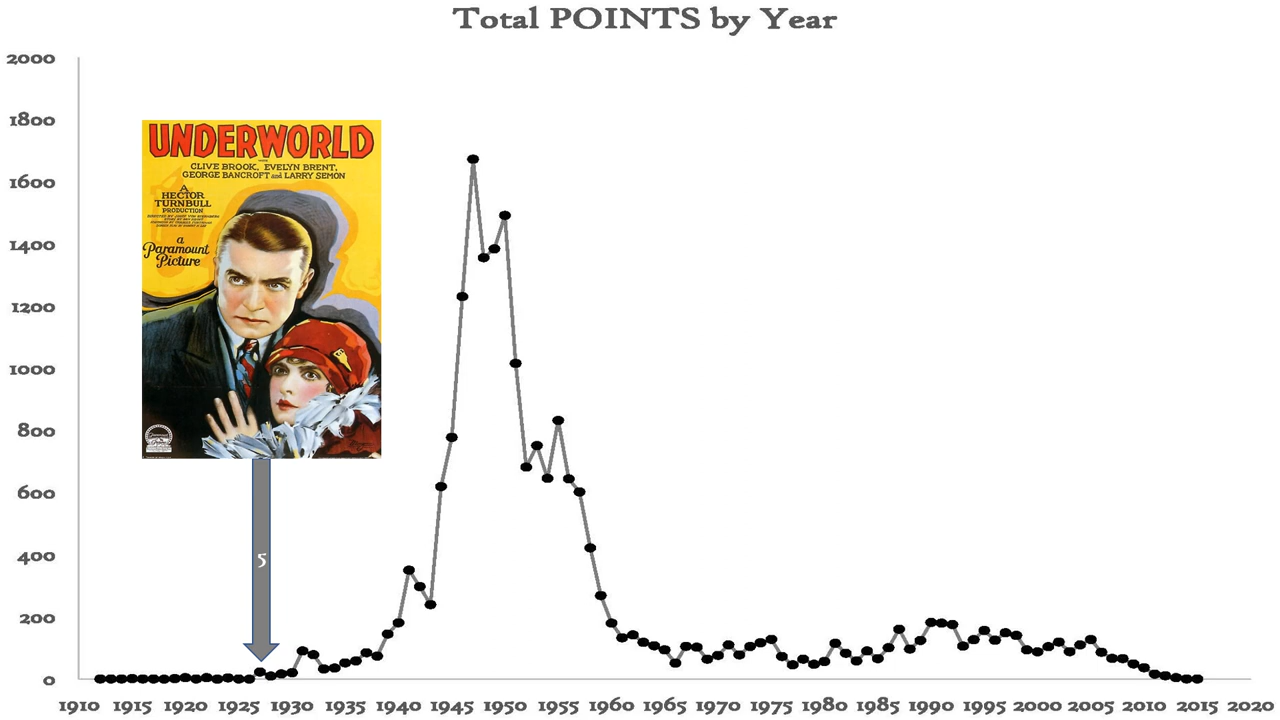 Total POINTS by Year
2000
1800
1600
1400
1200
1000
800
600
400
200
0
UNDERWORLD
CLIVE BROOK, EVELYN BRENT,
GEORGE BANCROFT and LARRY SEMON
A
HECTOR
TURNBULL
PRODUCTION
a
Paramount
Picture
5
1910 1915 1920 1925 1930 1935 1940 1945 1950 1955 1960 1965 1970 1975 1980 1985 1990 1995 2000 2005 2010 2015 2020